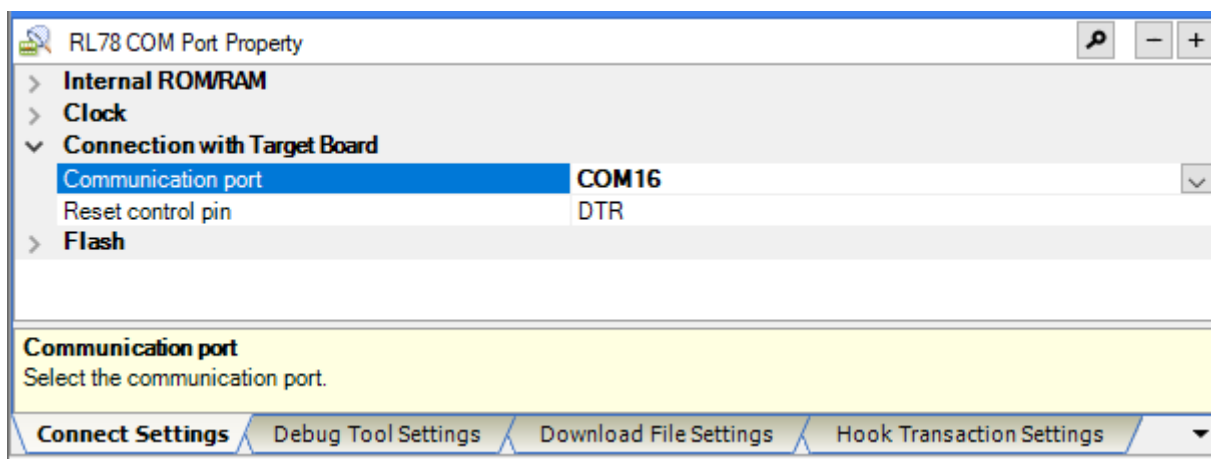 RL78 COM Port Property
Internal ROM/RAM
Clock
Connection with Target Board
Communication port COM16
Reset control pin DTR
Flash
Communication port
Select the communication port.
Connect Settings Debug Tool Settings Download File Settings Hook Transaction Settings